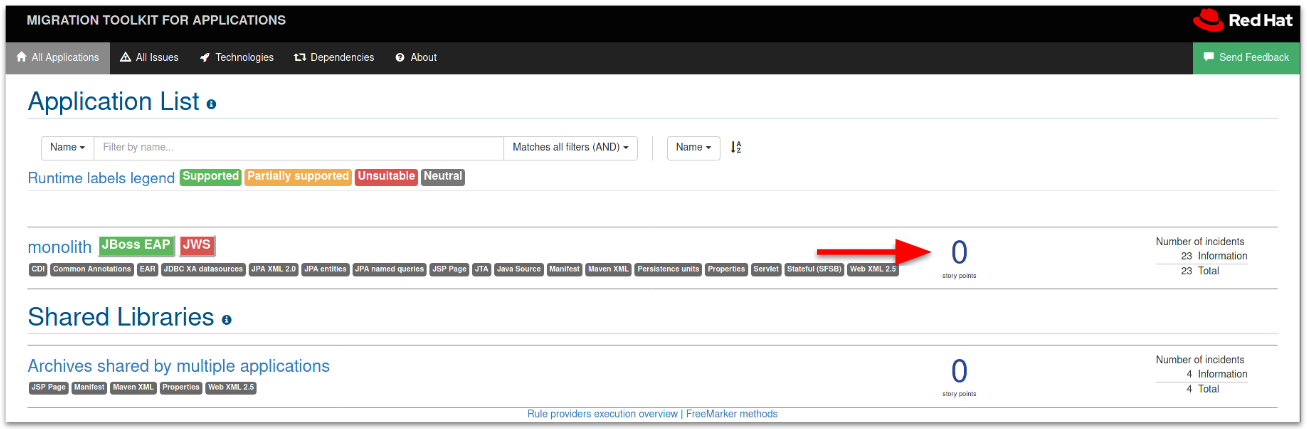 MIGRATION TOOLKIT FOR APPLICATIONS
Red Hat
All Applications All Issues Technologies Dependencies About Send Feedback
Application List
Name Filter by name... Matches all filters (AND) Name
Runtime labels legend Supported Partially supported Unsuitable Neutral
monolith JBoss EAP JWS
CDI Common Annotations EAR JDBC XA datasources JPA XML 2.0 JPA entities JPA named queries JSP Page JTA Java Source Manifest Maven XML Persistence units Properties Servlet Stateful (SFSB) Web XML 2.5
0
story points
Number of incidents
23 Information
23 Total
Shared Libraries
Archives shared by multiple applications
JSP Page Manifest Maven XML Properties Web XML 2.5
0
story points
Number of incidents
4 Information
4 Total
Rule providers execution overview | FreeMarker methods